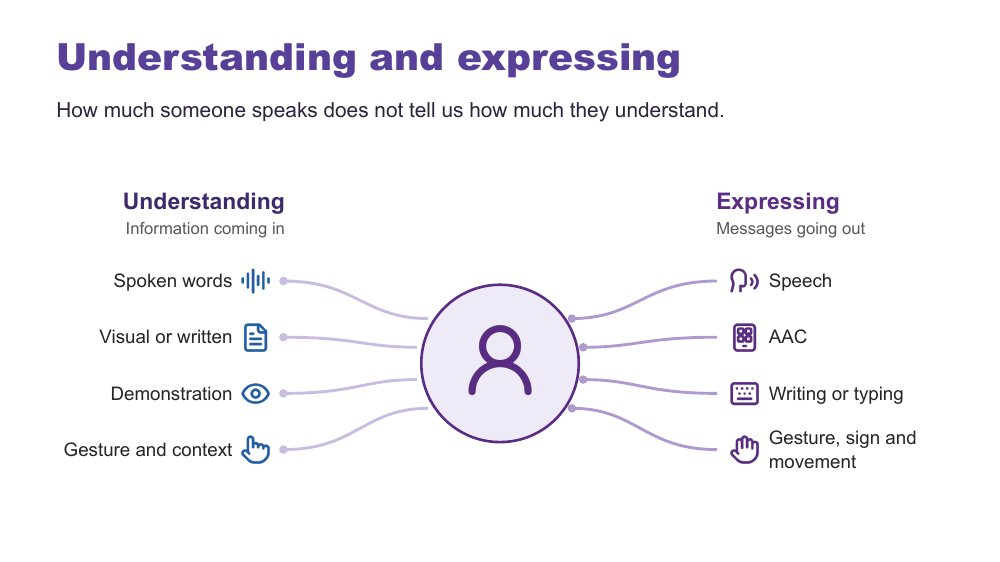 Understanding and expressing
How much someone speaks does not tell us how much they understand.
Understanding
Information coming in
Spoken words
Visual or written
Demonstration
Gesture and context
Expressing
Messages going out
Speech
AAC
Writing or typing
Gesture, sign and
movement